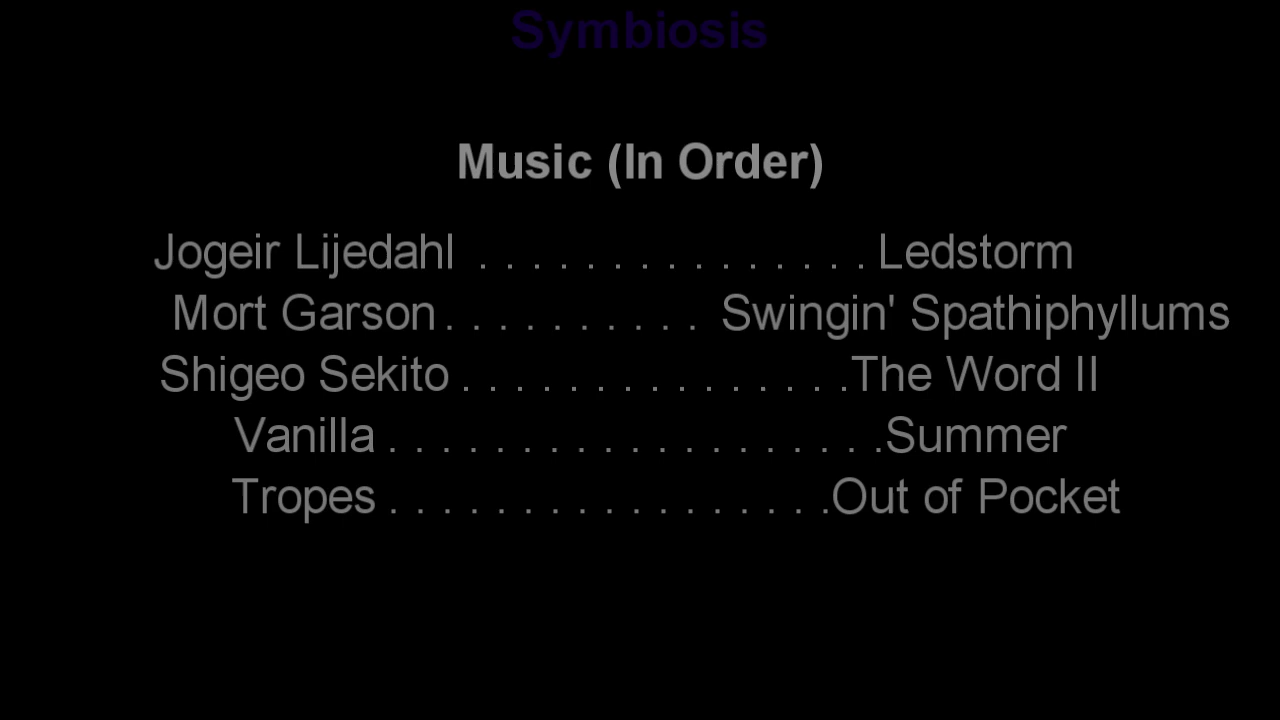 Symbiosis
Music (In Order)
Jogeir Lijedahl . . . . . . . . . . . . . . . Ledstorm
Mort Garson . . . . . . . . . . Swingin' Spathiphyllums
Shigeo Sekito . . . . . . . . . . . . . . .The Word II
Vanilla . . . . . . . . . . . . . . . . . . .Summer
Tropes . . . . . . . . . . . . . . . . .Out of Pocket